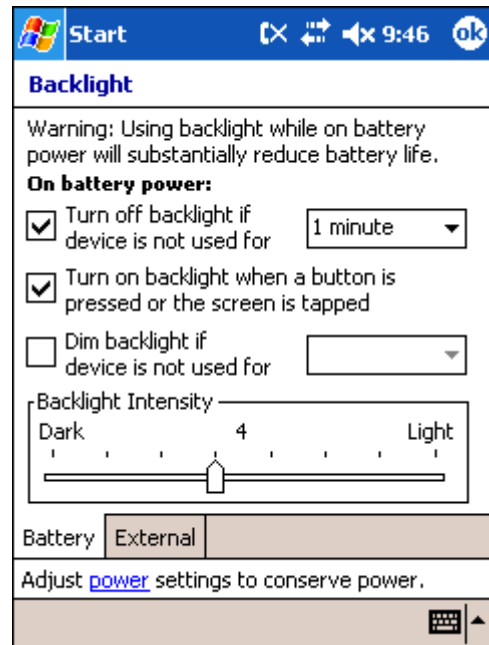 Start 9:46 ok
Backlight
Warning: Using backlight while on battery
power will substantially reduce battery life.
On battery power:
Turn off backlight if
device is not used for
1 minute
Turn on backlight when a button is
pressed or the screen is tapped
Dim backlight if
device is not used for
Backlight Intensity
Dark 4 Light
Battery External
Adjust power settings to conserve power.